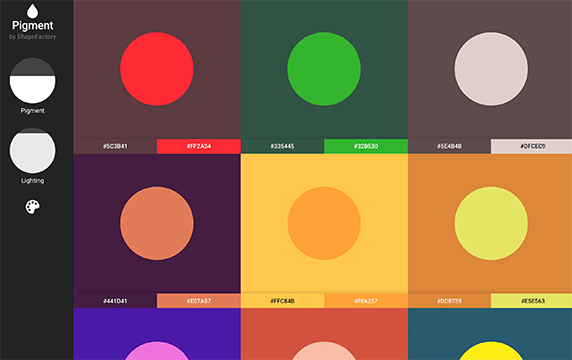 Pigment
by ShapeFactory
Pigment
Lighting
#5C3B41 #FF2A34 #335445 #32B530 #5E4B4B #DFCEC9
#441D41 #E07A57 #FFC84B #FFA237 #DD8739 #E5E563